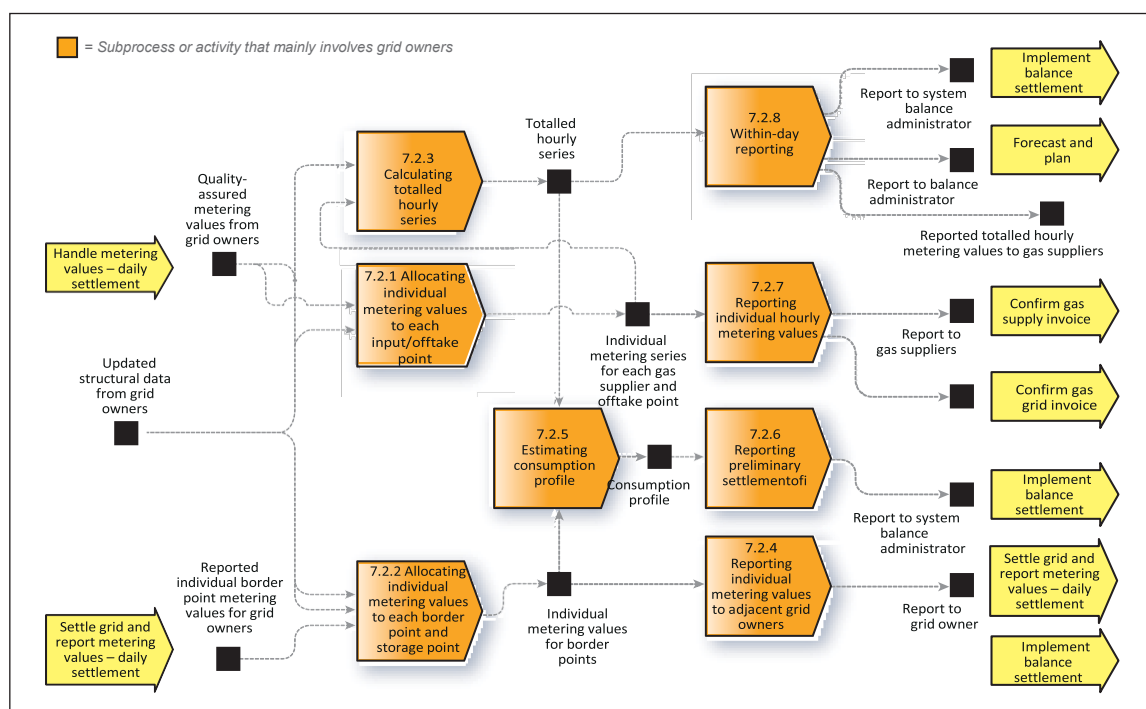 = Subprocess or activity that mainly involves grid owners
Implement
balance
settlement
Report to system
balance
administrator
7.2.8
Within-day
reporting
Totalled
hourly
series
7.2.3
Calculating
totalled
hourly
series
Forecast and
plan
Report to balance
administrator
Quality-
assured
metering
values from
grid owners
Reported totalled hourly
metering values to gas suppliers
Handle metering
values – daily
settlement
7.2.1 Allocating
individual
metering values
to each
input/offtake
point
7.2.7
Reporting
individual hourly
metering values
Confirm gas
supply invoice
Report to
gas suppliers
Individual
metering series
for each gas
supplier and
offtake point
Updated
structural data
from grid
owners
Confirm gas
grid invoice
7.2.5
Estimating
consumption
profile
Consumption
profile
7.2.6
Reporting
preliminary
settlementofi
Implement
balance
settlement
Report to system
balance
administrator
Reported
individual border
point metering
values for grid
owners
7.2.2 Allocating
individual
metering values
to each border
point and
storage point
7.2.4
Reporting
individual
metering values
to adjacent grid
owners
Settle grid and
report metering
values – daily
settlement
Report to
grid owner
Individual
metering values
for border
points
Settle grid and
report metering
values – daily
settlement
Implement
balance
settlement